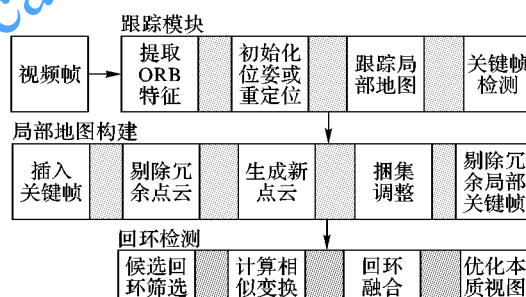 跟踪模块
视频帧
提取
ORB
特征
初始化
位姿或
重定位
跟踪局
部地图
关键帧
检测
局部地图构建
插入
关键帧
剔除冗
余点云
生成新
点云
捆集
调整
剔除冗
余局部
关键帧
回环检测
候选回
环筛选
计算相
似变换
回环
融合
优化本
质视图